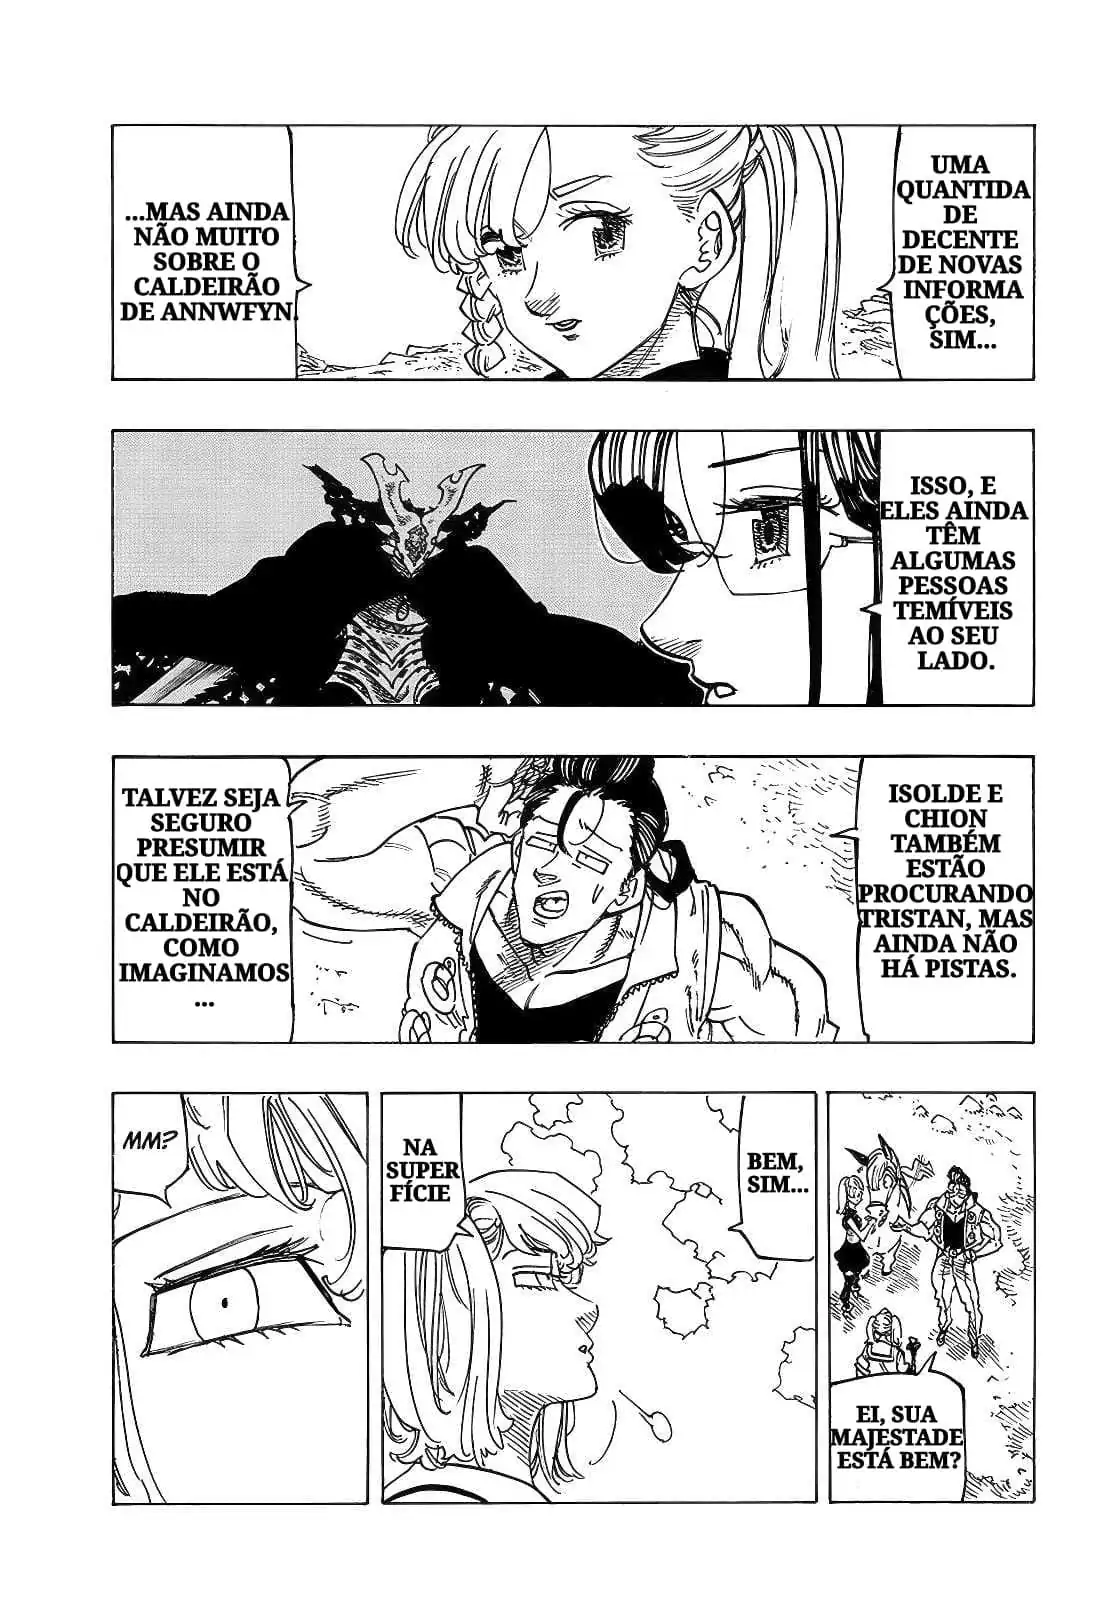 UMA
QUANTIDA
DE
DECENTE
DE NOVAS
INFORMA
ÇÕES,
SIM...
...MAS AINDA
NÃO MUITO
SOBRE O
CALDEIRÃO
DE ANNWFYN.
ISSO, E
ELES AINDA
TÊM
ALGUMAS
PESSOAS
TEMÍVEIS
AO SEU
LADO.
ISOLDE E
CHION
TAMBÉM
ESTÃO
PROCURANDO
TRISTAN, MAS
AINDA NÃO
HÁ PISTAS.
TALVEZ SEJA
SEGURO
PRESUMIR
QUE ELE ESTÁ
NO
CALDEIRÃO,
COMO
IMAGINAMOS
...
EI, SUA
MAJESTADE
ESTÁ BEM?
BEM,
SIM...
NA
SUPER
FÍCIE
MM?